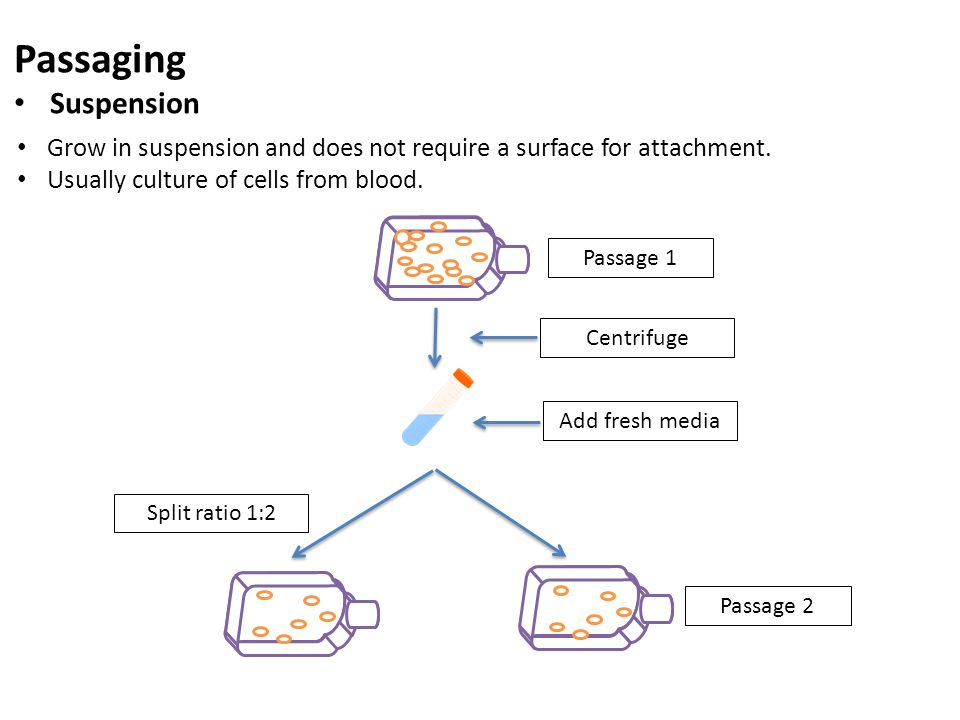 Passaging
• Suspension
• Grow in suspension and does not require a surface for attachment.
• Usually culture of cells from blood.
Passage 1
Centrifuge
Add fresh media
Split ratio 1:2
Passage 2